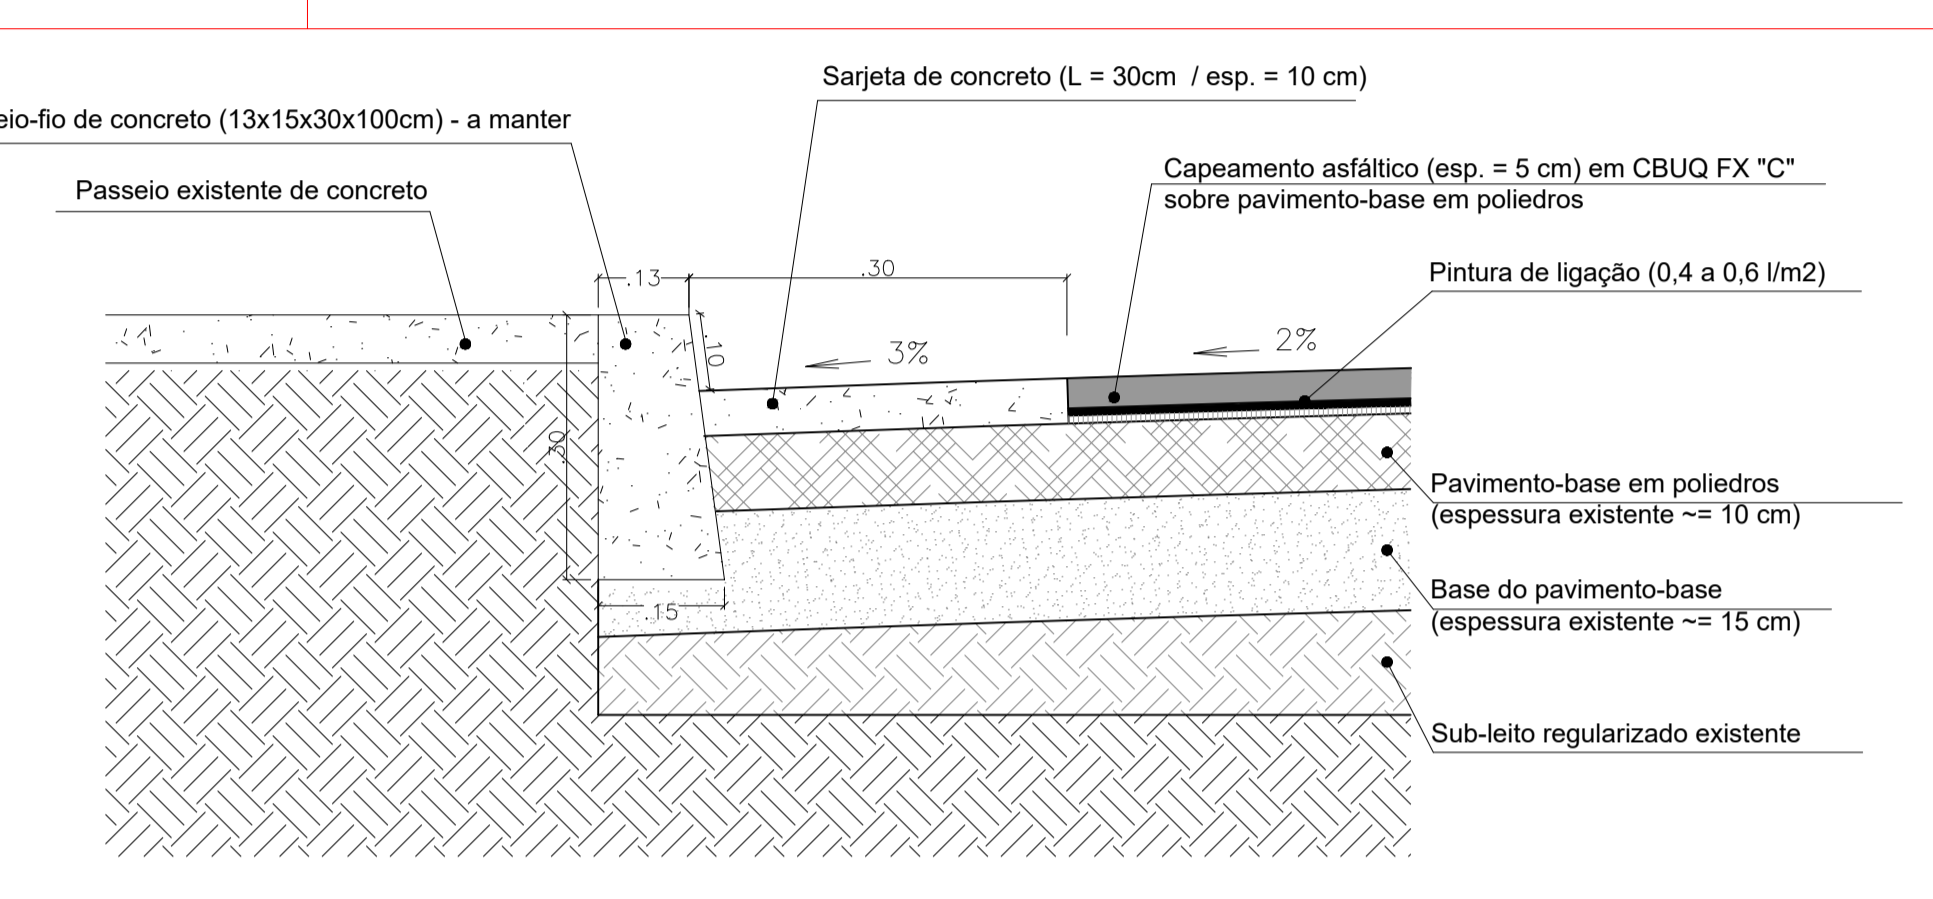 Sarjeta de concreto (L = 30cm / esp. = 10 cm)
eio-fio de concreto (13x15x30x100cm) - a manter
Capeamento asfáltico (esp. = 5 cm) em CBUQ FX "C"
sobre pavimento-base em poliedros
Passeio existente de concreto
Pintura de ligação (0,4 a 0,6 l/m2)
.13
.30
.10
3%
2%
.30
Pavimento-base em poliedros
(espessura existente ~= 10 cm)
Base do pavimento-base
(espessura existente ~= 15 cm)
.15
Sub-leito regularizado existente